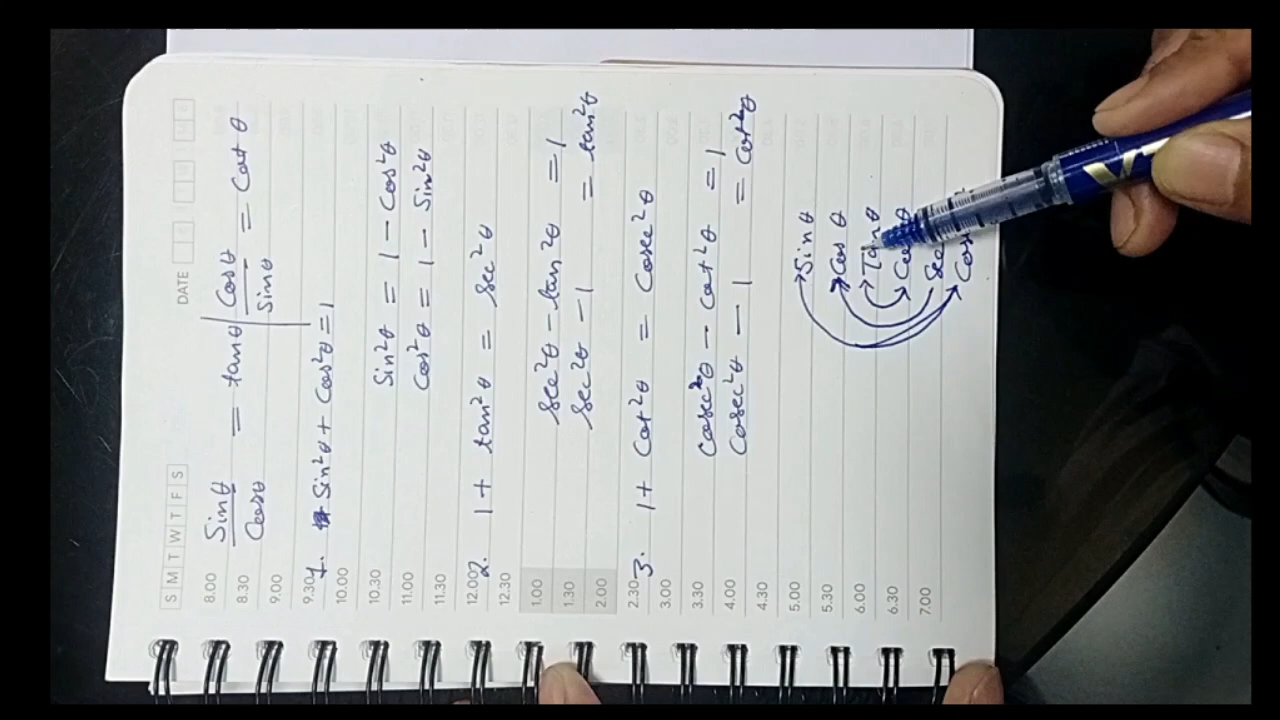 DATE
S M T W T F S
8.00
8.30
9.00
9.30
10.00
10.30
11.00
11.30
12.00
12.30
1.00
1.30
2.00
2.30
3.00
3.30
4.00
4.30
5.00
5.30
6.00
6.30
7.00
Sinθ/Cosθ = tanθ | Cosθ/Sinθ = Cot θ
1. Sin²θ + Cos²θ = 1
Sin²θ = 1 - Cos²θ
Cos²θ = 1 - Sin²θ
2. 1 + tan²θ = sec²θ
sec²θ - tan²θ = 1
sec²θ - 1 = tan²θ
3. 1 + Cot²θ = Cosec²θ
Cosec²θ - Cot²θ = 1
Cosec²θ - 1 = Cot²θ
Sin θ
Cos θ
Tanθ